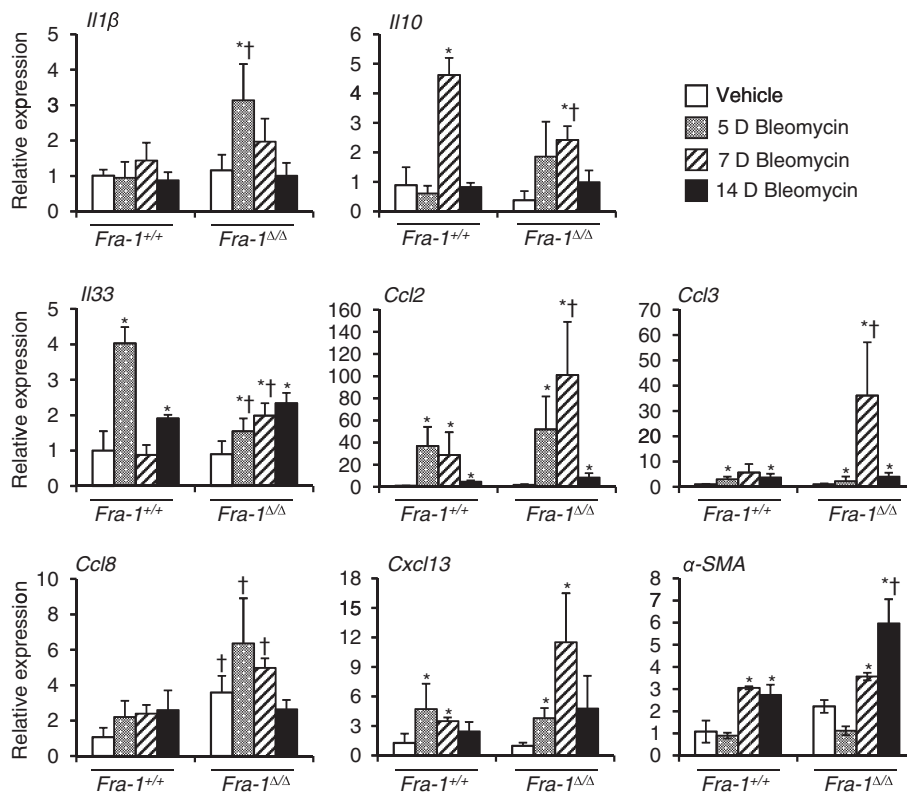 Il1β
Relative expression
5
4
3
2
1
0
*†
Fra-1+/+
Fra-1Δ/Δ
Il10
6
5
4
3
2
1
0
*
*†
Fra-1+/+
Fra-1Δ/Δ
Vehicle
5 D Bleomycin
7 D Bleomycin
14 D Bleomycin
Il33
Relative expression
5
4
3
2
1
0
*
*
*†
*†
*
Fra-1+/+
Fra-1Δ/Δ
Ccl2
160
140
120
100
80
60
40
20
0
*
*
*
*
*†
*
Fra-1+/+
Fra-1Δ/Δ
Ccl3
70
60
50
40
30
20
10
0
*
*
*
*†
*
Fra-1+/+
Fra-1Δ/Δ
Ccl8
Relative expression
10
8
6
4
2
0
†
†
†
Fra-1+/+
Fra-1Δ/Δ
Cxcl13
18
15
12
9
6
3
0
*
*
*
*
Fra-1+/+
Fra-1Δ/Δ
α-SMA
8
7
6
5
4
3
2
1
0
*
*
*
*†
Fra-1+/+
Fra-1Δ/Δ